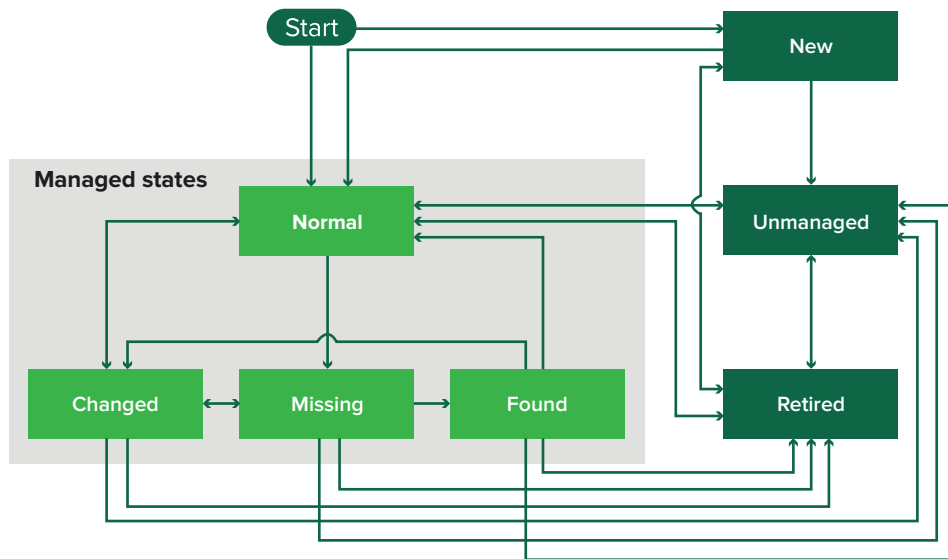 Start
New
Managed states
Normal
Unmanaged
Changed
Missing
Found
Retired